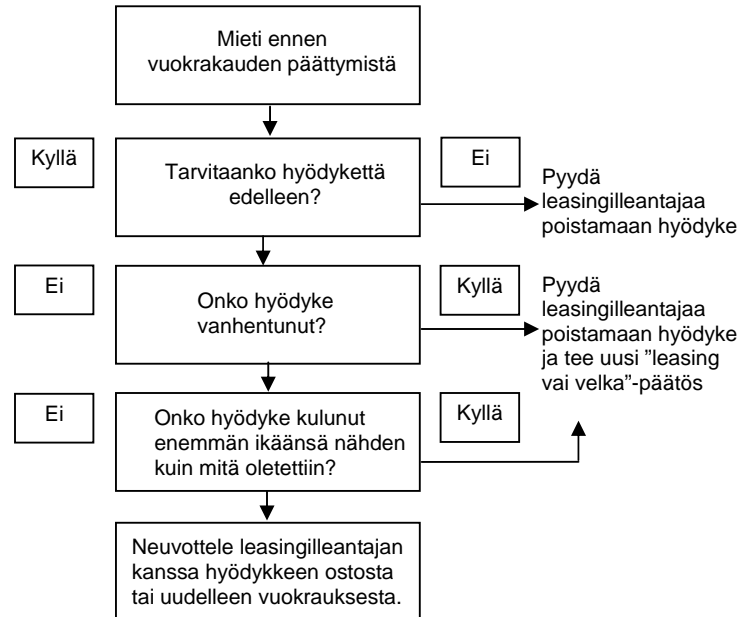 Mieti ennen
vuokrakauden päättymistä
Kyllä
Tarvitaanko hyödykettä
edelleen?
Ei
Pyydä
leasingilleantajaa
poistamaan hyödyke
Ei
Onko hyödyke
vanhentunut?
Kyllä
Pyydä
leasingilleantajaa
poistamaan hyödyke
ja tee uusi ”leasing
vai velka”-päätös
Ei
Onko hyödyke kulunut
enemmän ikäänsä nähden
kuin mitä oletettiin?
Kyllä
Neuvottele leasingilleantajan
kanssa hyödykkeen ostosta
tai uudelleen vuokrauksesta.